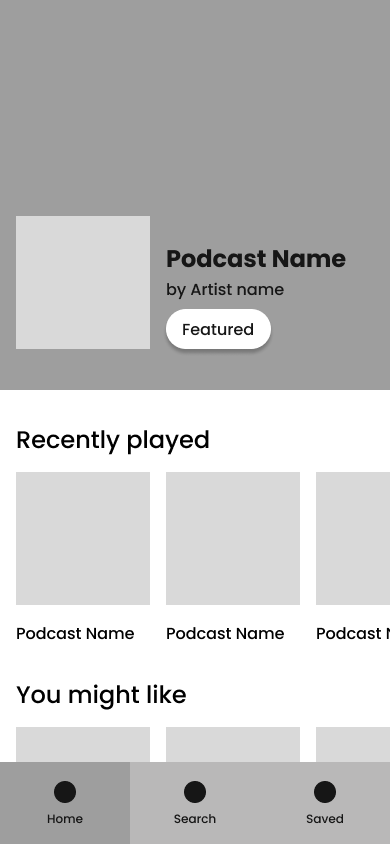 Podcast Name
by Artist name
Featured
Recently played
Podcast Name
Podcast Name
Podcast N
You might like
Home
Search
Saved